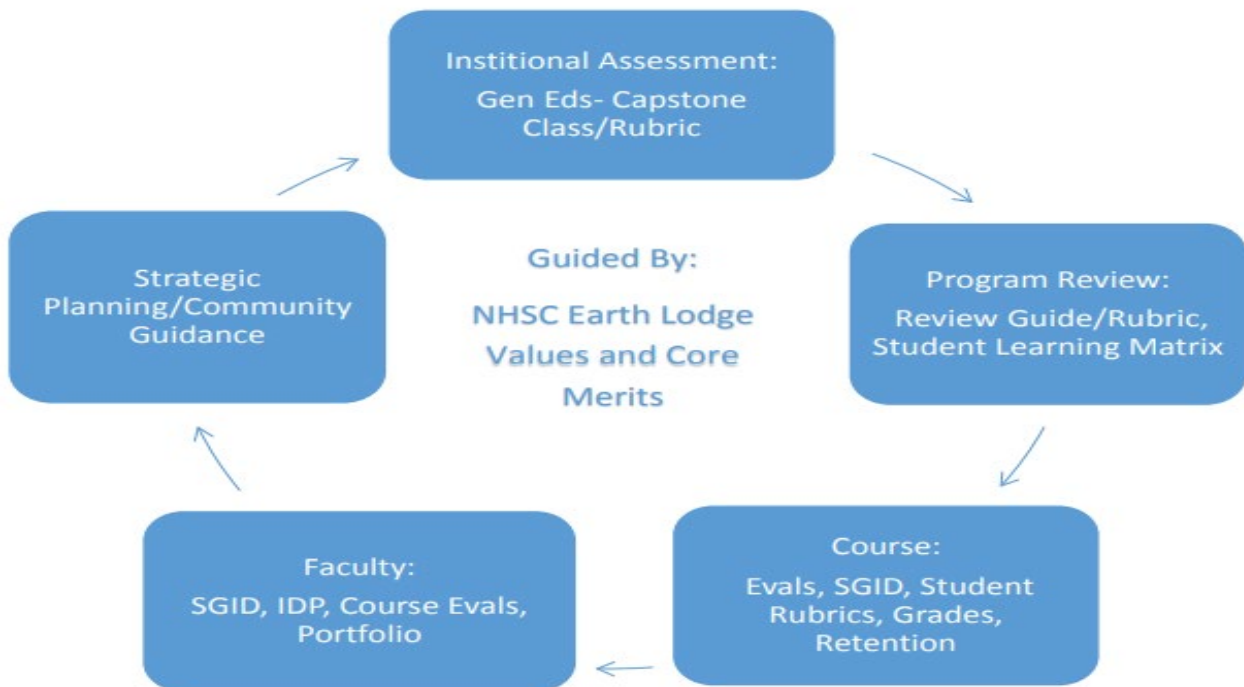 Institional Assessment:
Gen Eds- Capstone
Class/Rubric
Strategic
Planning/Community
Guidance
Guided By:
NHSC Earth Lodge
Values and Core
Merits
Program Review:
Review Guide/Rubric,
Student Learning Matrix
Faculty:
SGID, IDP, Course Evals,
Portfolio
Course:
Evals, SGID, Student
Rubrics, Grades,
Retention